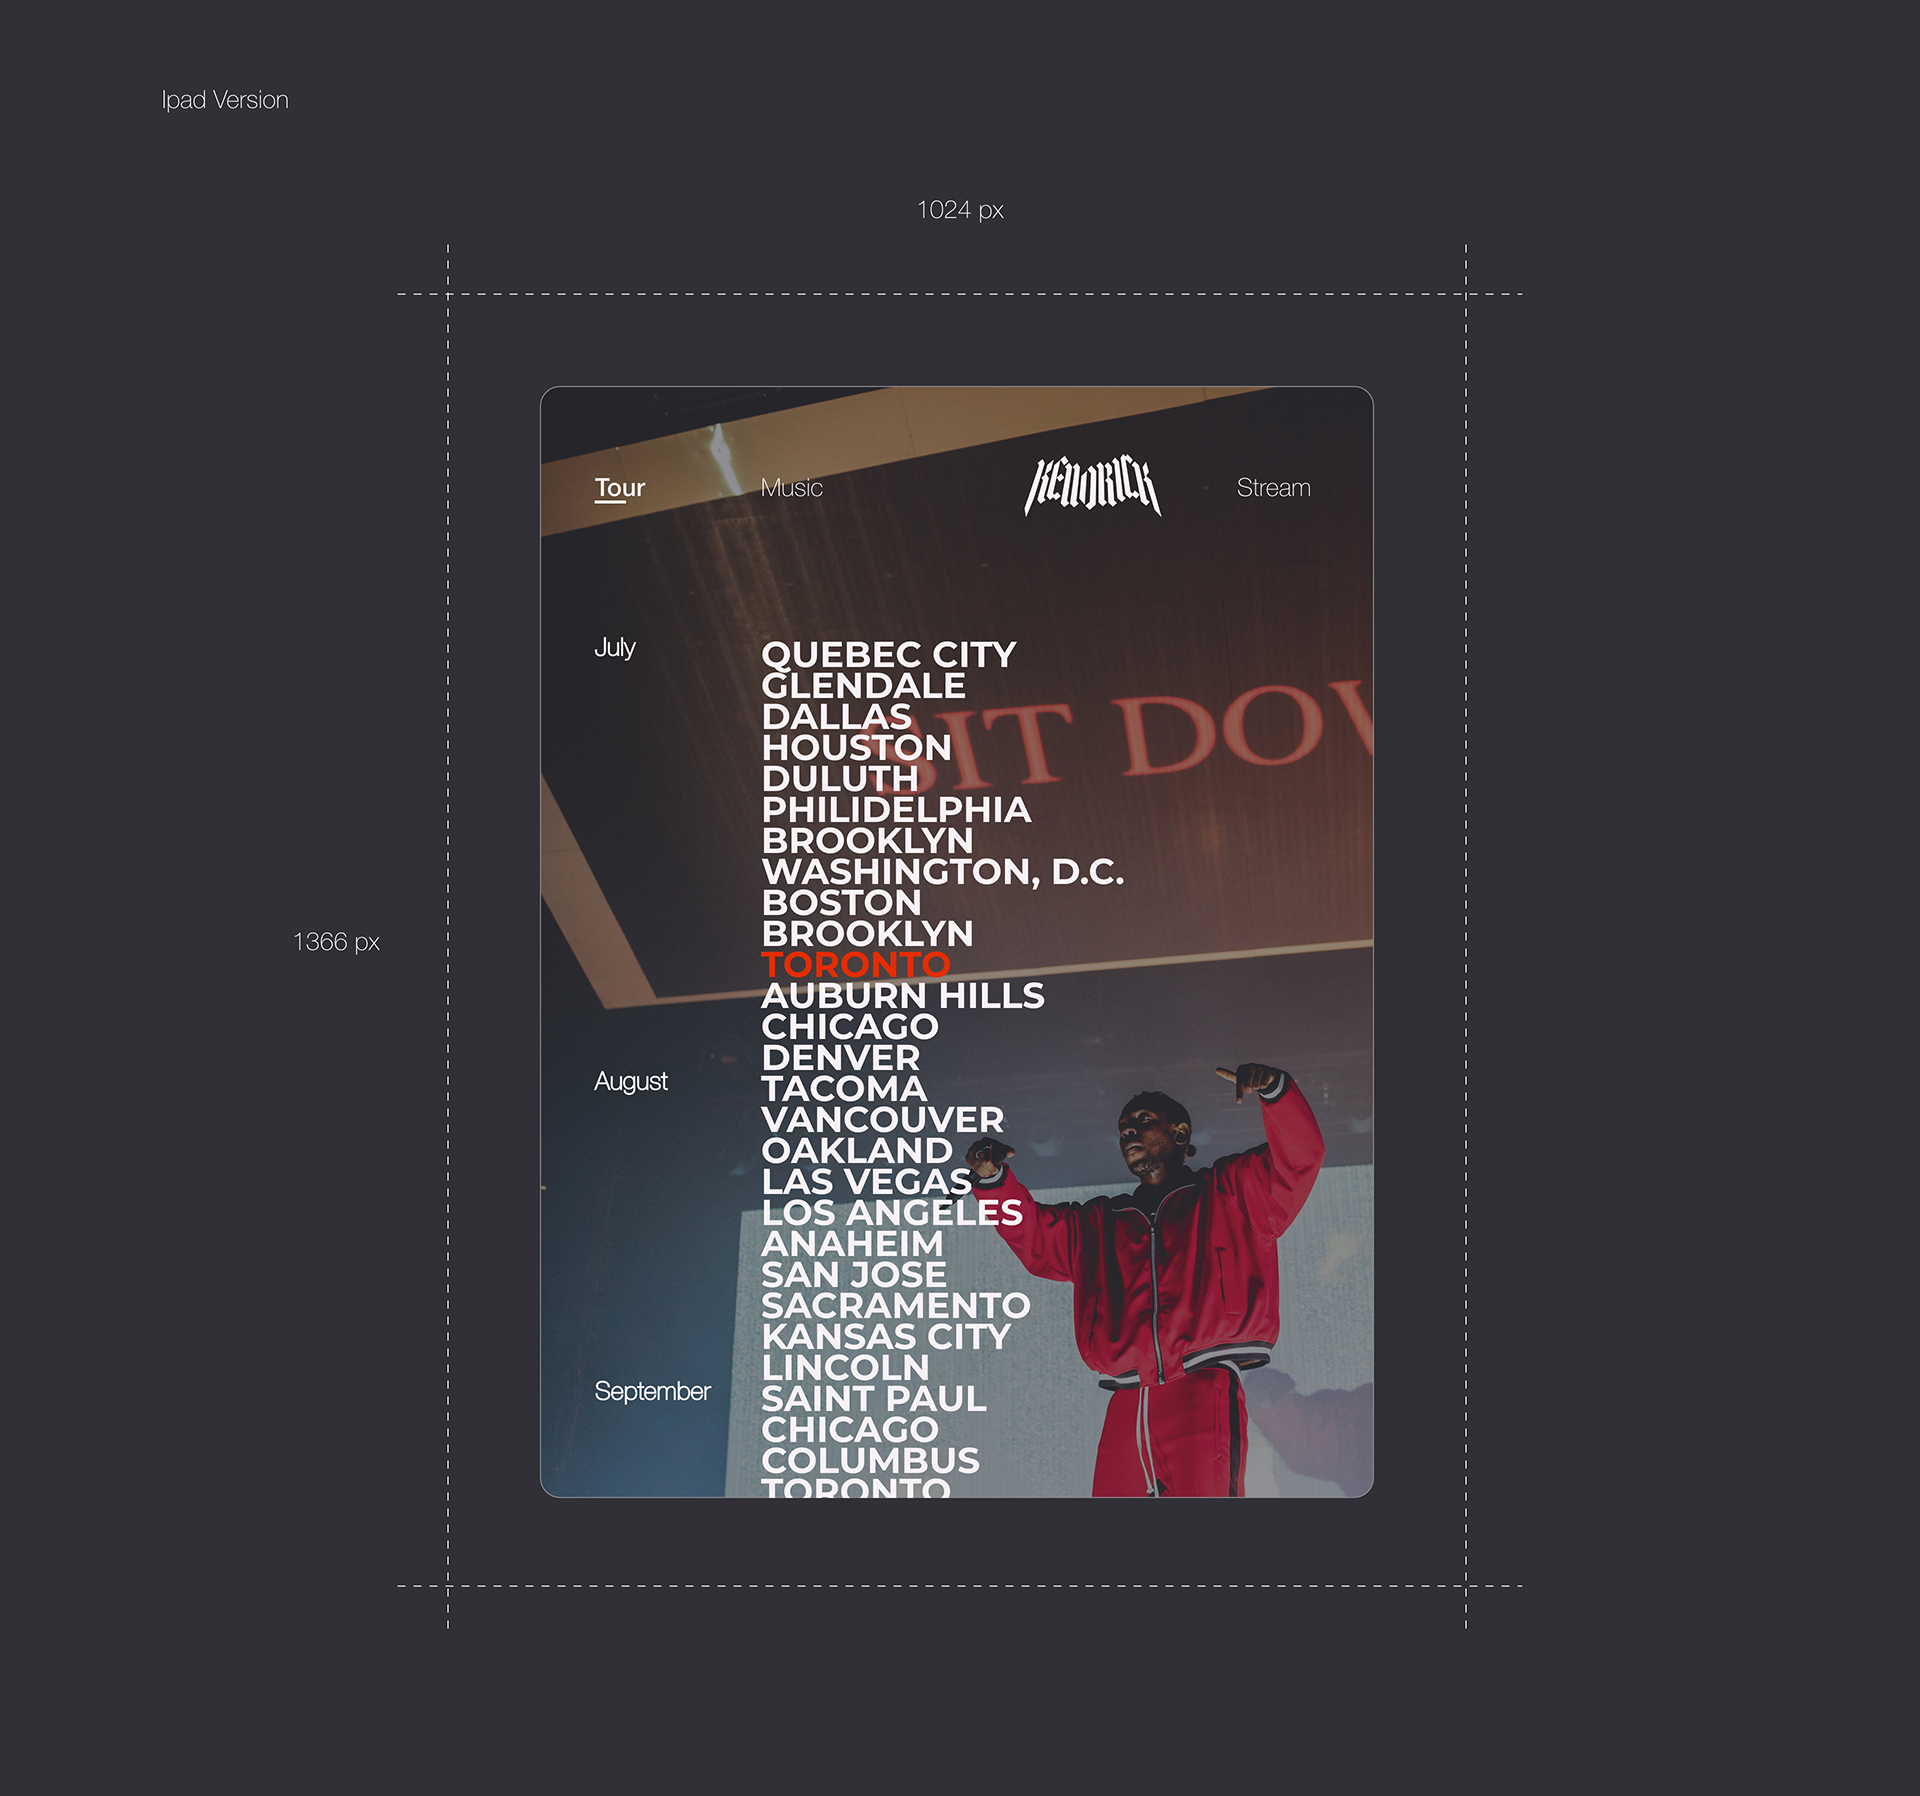 Ipad Version
1024 px
1366 px
Tour
Music
KENDRICK
Stream
SIT DOW
July
QUEBEC CITY
GLENDALE
DALLAS
HOUSTON
DULUTH
PHILIDELPHIA
BROOKLYN
WASHINGTON, D.C.
BOSTON
BROOKLYN
TORONTO
AUBURN HILLS
CHICAGO
DENVER
August
TACOMA
VANCOUVER
OAKLAND
LAS VEGAS
LOS ANGELES
ANAHEIM
SAN JOSE
SACRAMENTO
KANSAS CITY
LINCOLN
September
SAINT PAUL
CHICAGO
COLUMBUS
TORONTO